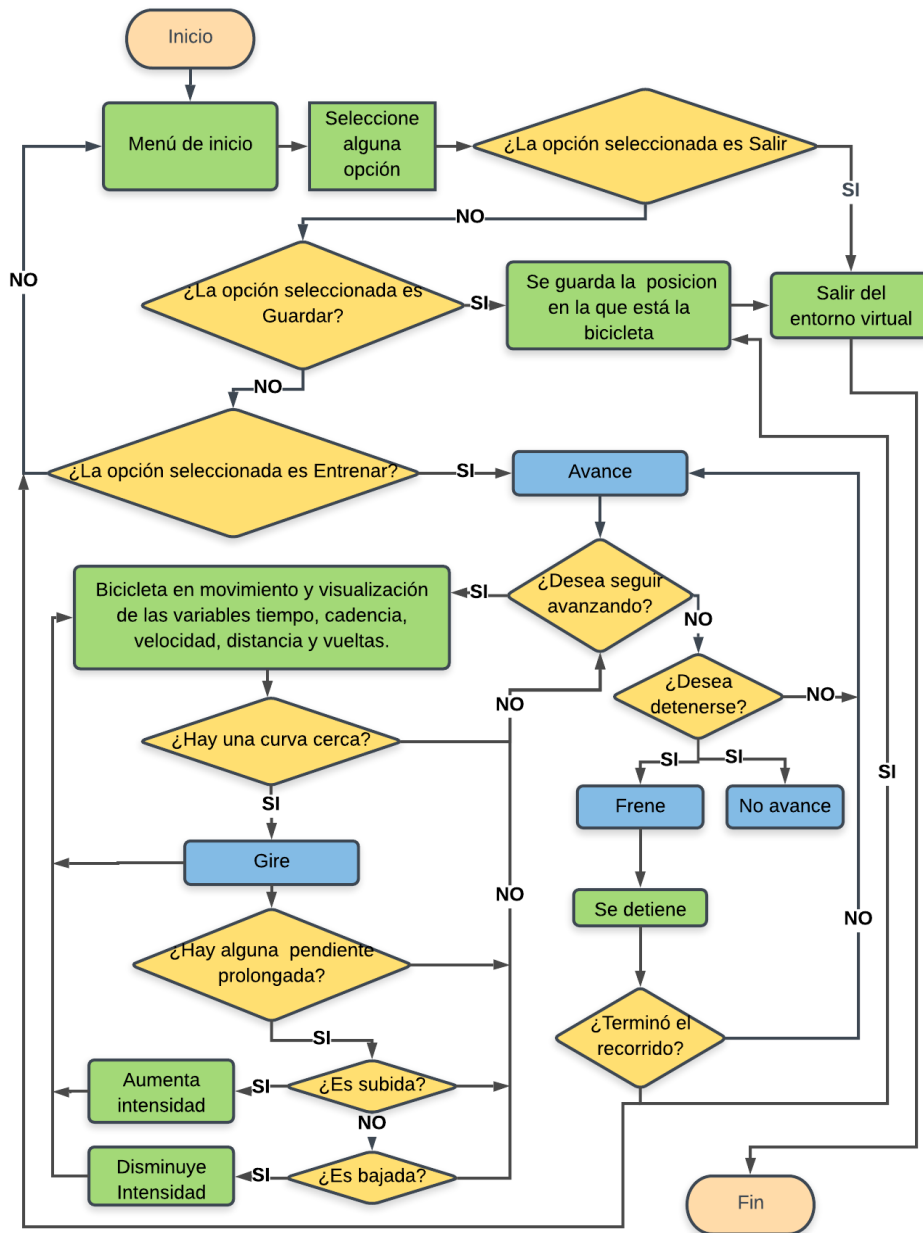 Inicio
Menú de inicio
Seleccione
alguna
opción
¿La opción seleccionada es Salir
SI
NO
¿La opción seleccionada es
Guardar?
SI
Se guarda la  posicion
en la que está la
bicicleta
Salir del
entorno virtual
NO
NO
¿La opción seleccionada es Entrenar?
SI
Avance
Bicicleta en movimiento y visualización
de las variables tiempo, cadencia,
velocidad, distancia y vueltas.
SI
¿Desea seguir
avanzando?
NO
¿Desea
detenerse?
NO
NO
¿Hay una curva cerca?
SI
SI
SI
SI
Frene
No avance
Gire
NO
Se detiene
NO
¿Hay alguna  pendiente
prolongada?
SI
¿Terminó el
recorrido?
Aumenta
intensidad
SI
¿Es subida?
NO
Disminuye
Intensidad
SI
¿Es bajada?
Fin